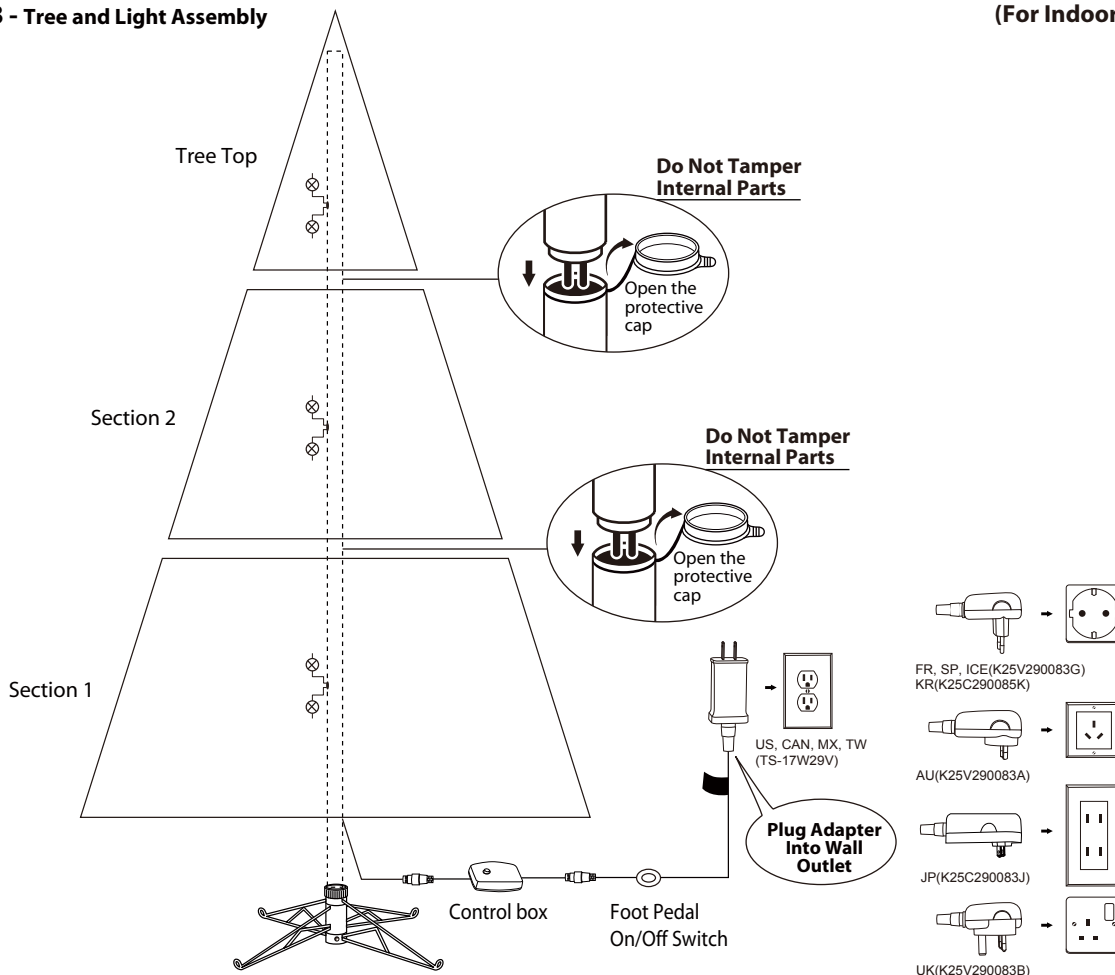 - Tree and Light Assembly
(For Indoor
Tree Top
Do Not Tamper
Internal Parts
Open the
protective
cap
Section 2
Do Not Tamper
Internal Parts
Open the
protective
cap
Section 1
US, CAN, MX, TW
(TS-17W29V)
Plug Adapter
Into Wall
Outlet
Control box
Foot Pedal
On/Off Switch
FR, SP, ICE(K25V290083G)
KR(K25C290085K)
AU(K25V290083A)
JP(K25C290083J)
UK(K25V290083B)